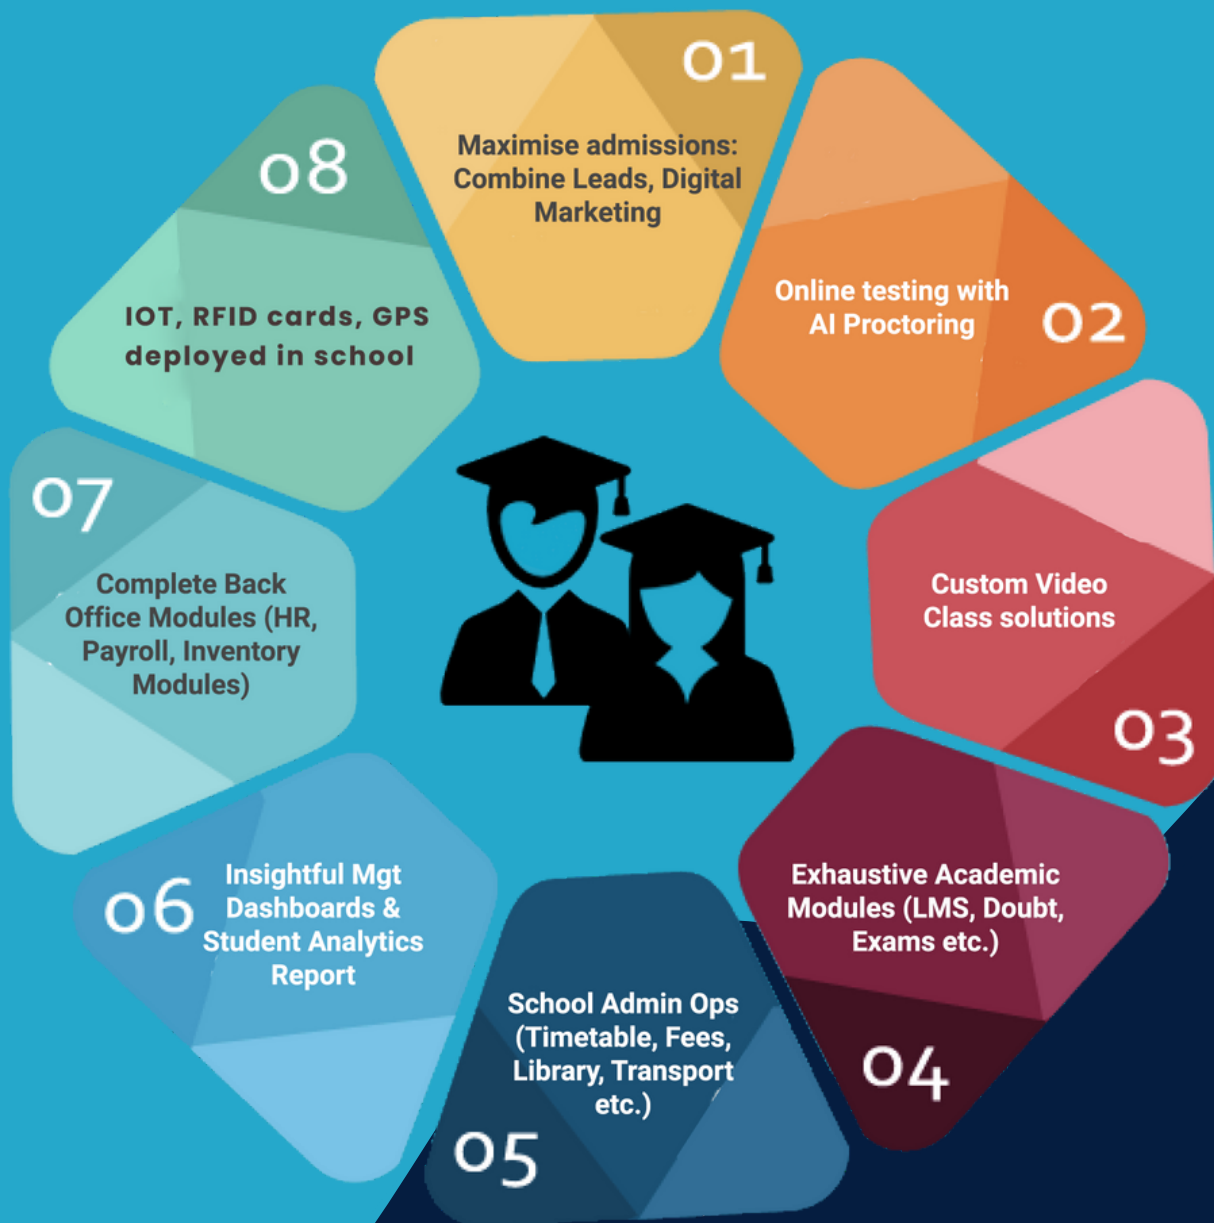 01
Maximise admissions:
Combine Leads, Digital
Marketing
Online testing with
AI Proctoring
02
Custom Video
Class solutions
03
Exhaustive Academic
Modules (LMS, Doubt,
Exams etc.)
04
School Admin Ops
(Timetable, Fees,
Library, Transport
etc.)
05
06
Insightful Mgt
Dashboards &
Student Analytics
Report
07
Complete Back
Office Modules (HR,
Payroll, Inventory
Modules)
08
IOT, RFID cards, GPS
deployed in school